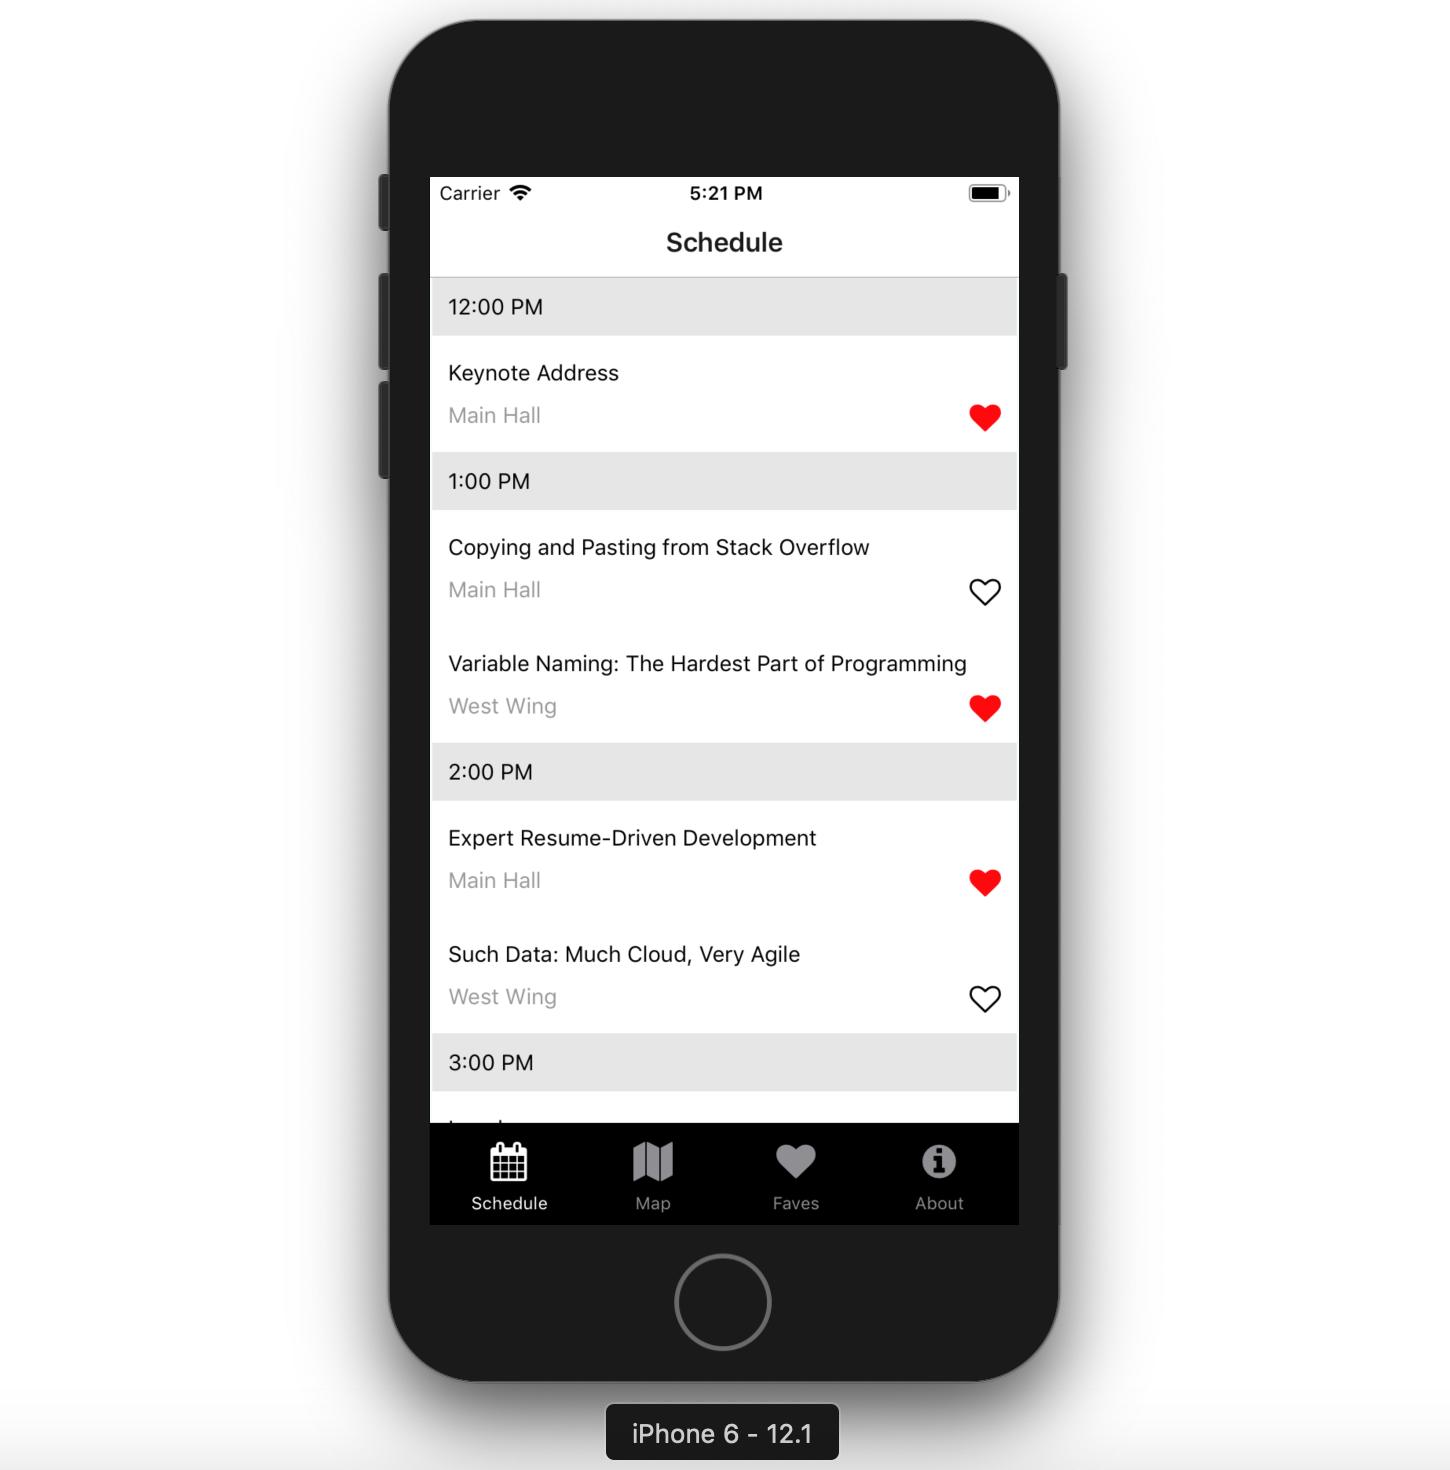 Carrier 5:21 PM
Schedule
12:00 PM
Keynote Address
Main Hall
1:00 PM
Copying and Pasting from Stack Overflow
Main Hall
Variable Naming: The Hardest Part of Programming
West Wing
2:00 PM
Expert Resume-Driven Development
Main Hall
Such Data: Much Cloud, Very Agile
West Wing
3:00 PM
Schedule Map Faves About
iPhone 6 - 12.1